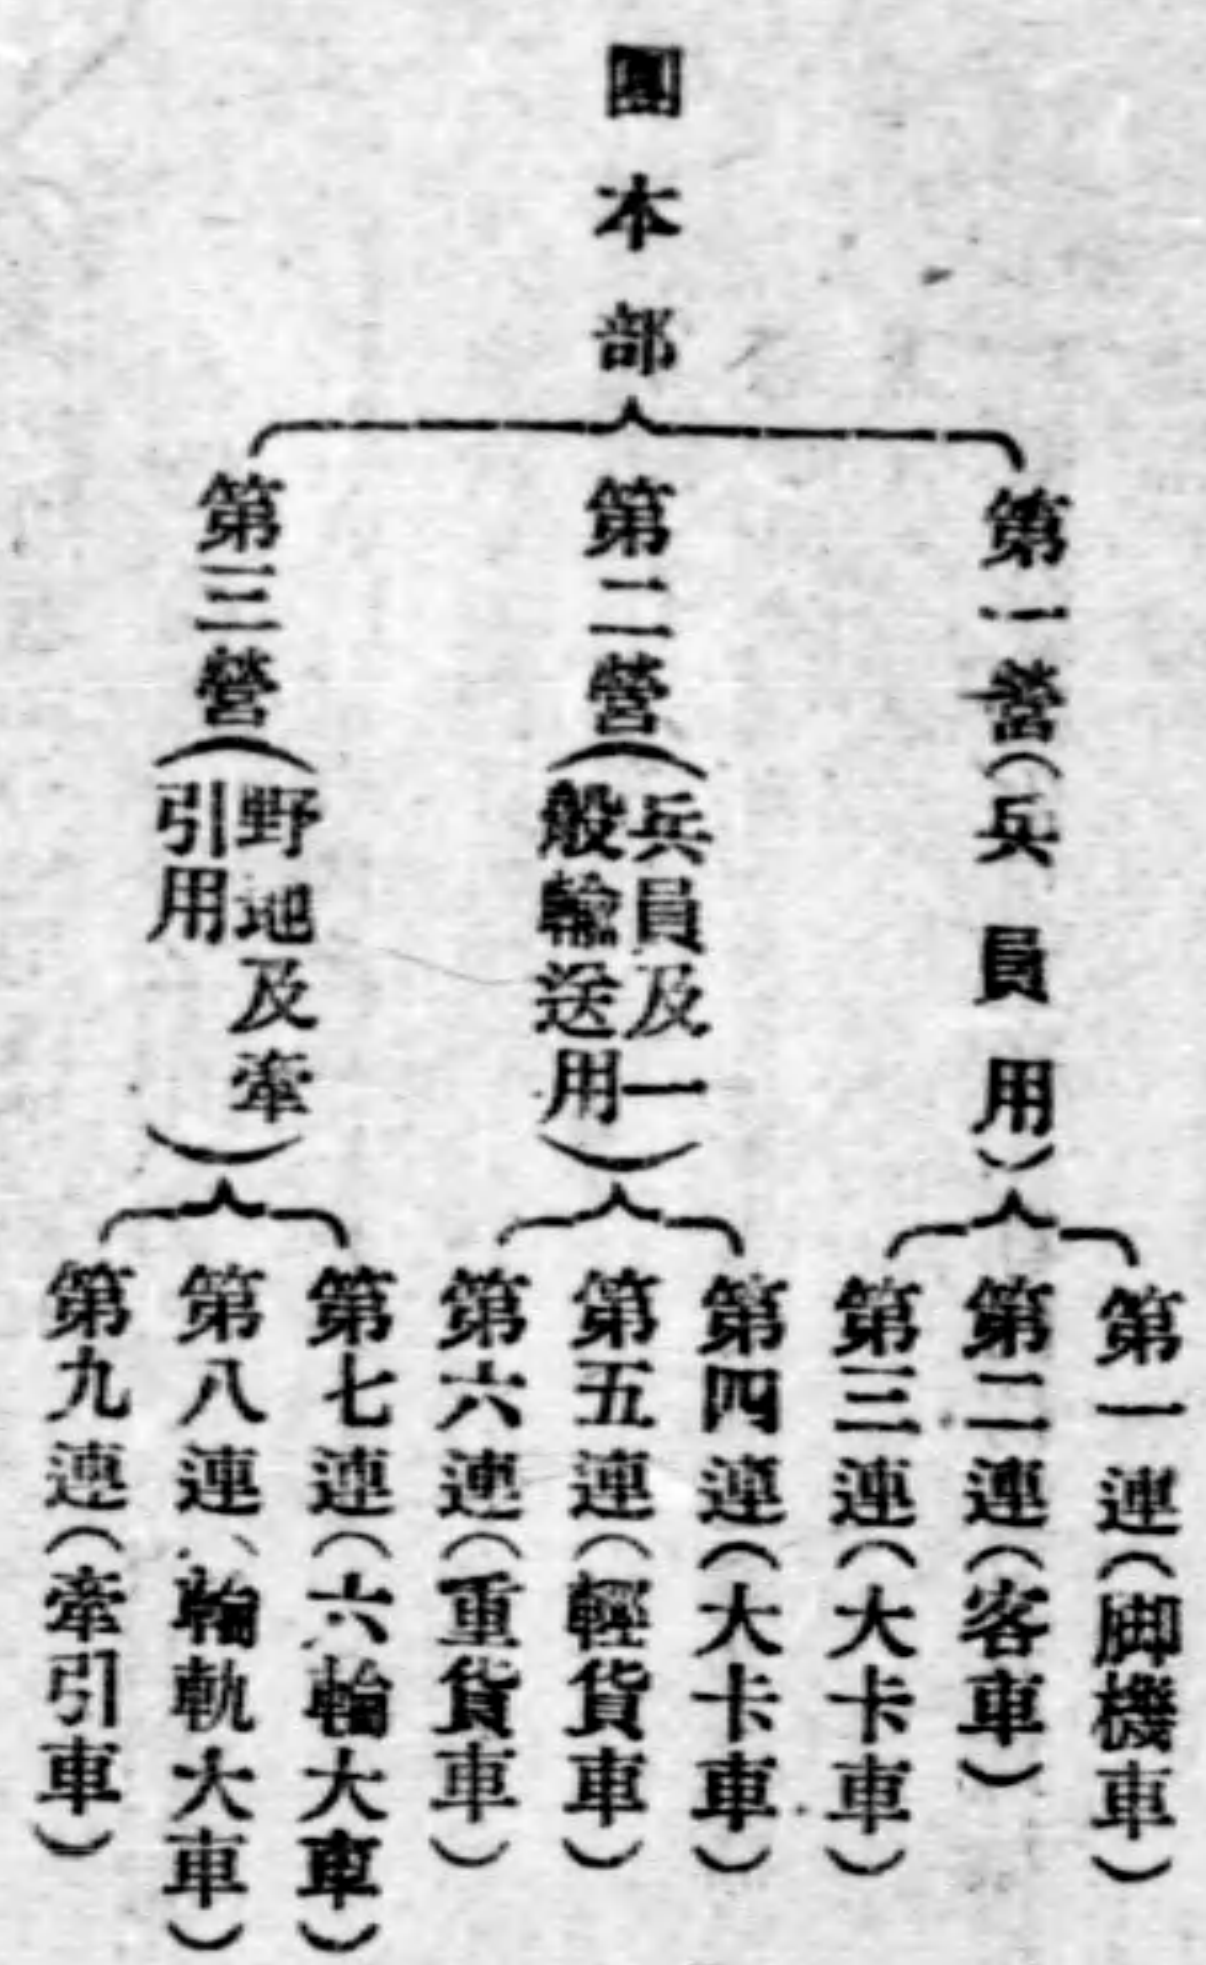 團本部
第一營(兵員用)
第二營(兵員及一
般輸送用)
第三營(野地及牽
引用)
第一連(脚機車)
第二連(客車)
第三連(大卡車)
第四連(大卡車)
第五連(輕貨車)
第六連(重貨車)
第七連(六輪大車)
第八連(輪軌大車)
第九連(牽引車)